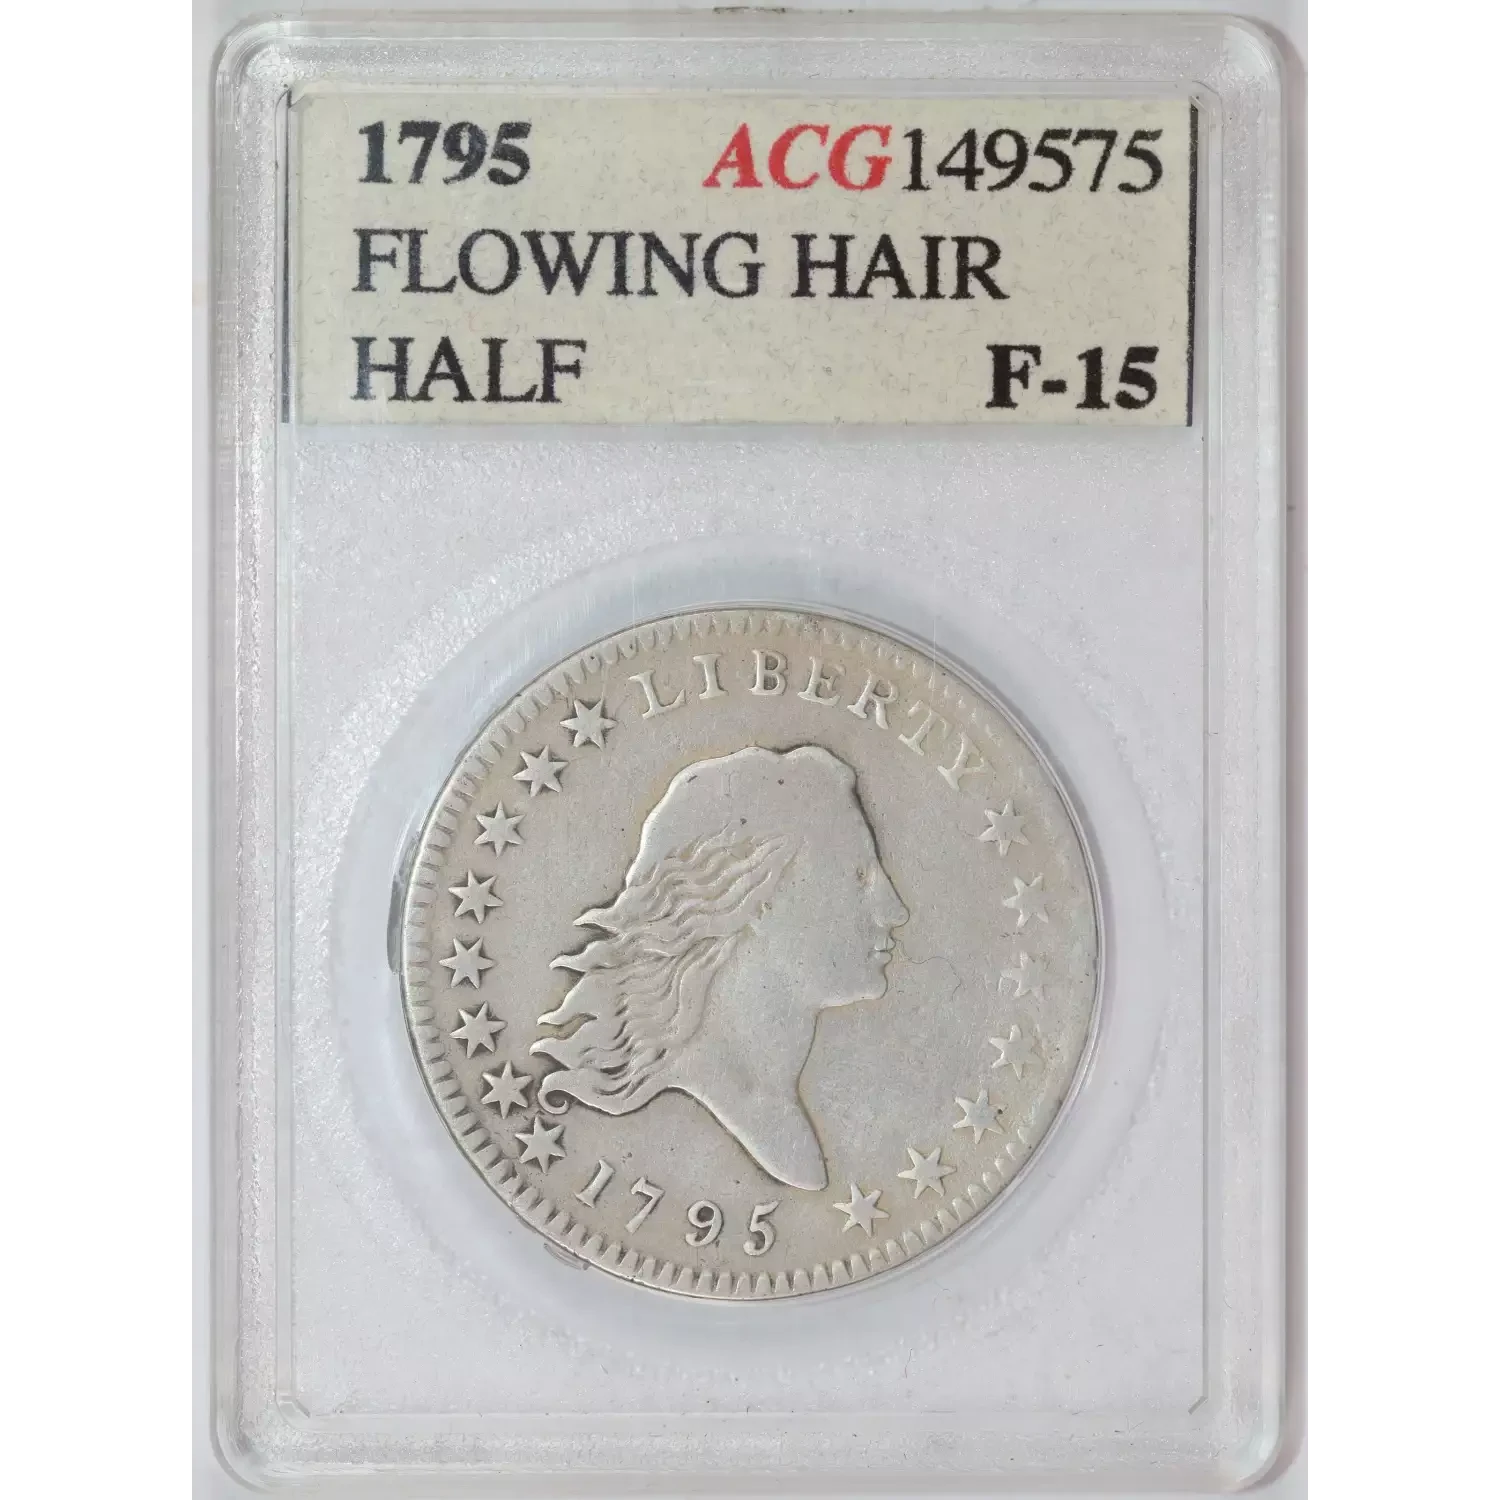 1795 ACG149575
FLOWING HAIR
HALF F-15
LIBERTY
1795